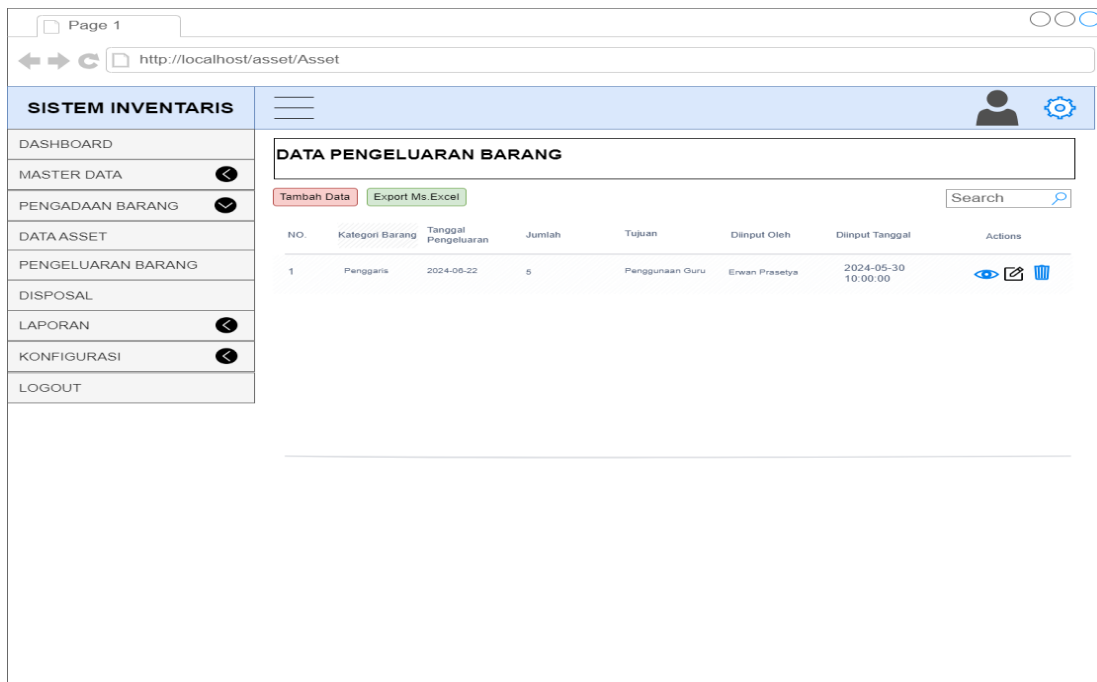 Page 1
http://localhost/asset/Asset
SISTEM INVENTARIS
DASHBOARD
MASTER DATA
PENGADAAN BARANG
DATA ASSET
PENGELUARAN BARANG
DISPOSAL
LAPORAN
KONFIGURASI
LOGOUT
DATA PENGELUARAN BARANG
Tambah Data Export Ms.Excel Search
NO. Kategori Barang Tanggal Pengeluaran Jumlah Tujuan Diinput Oleh Diinput Tanggal Actions
1 Penggaris 2024-06-22 5 Penggunaan Guru Erwan Prasetya 2024-05-30 10:00:00